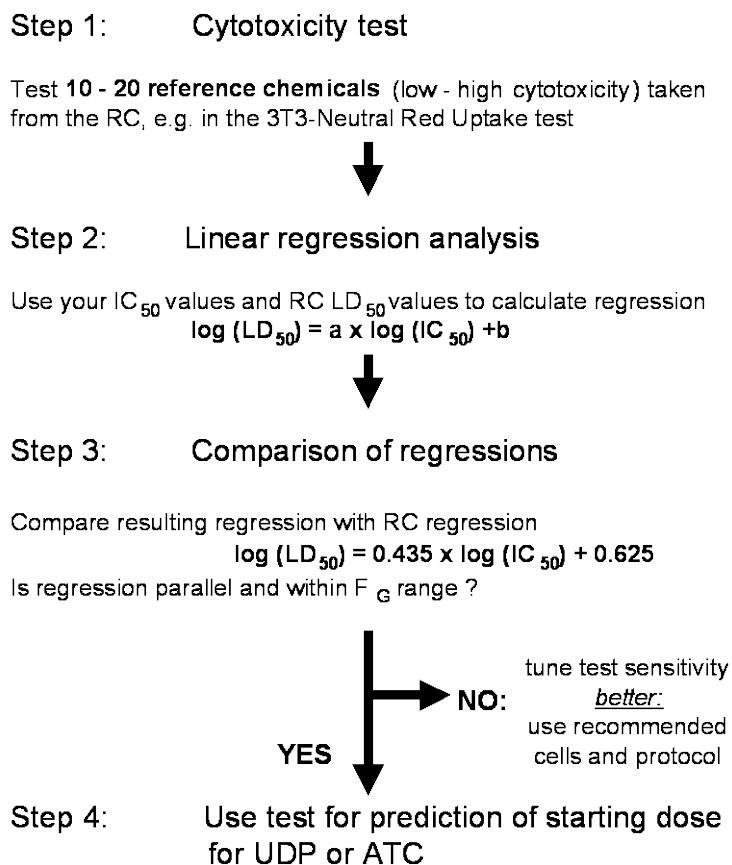 Step 1: Cytotoxicity test
Test 10 - 20 reference chemicals (low - high cytotoxicity) taken
from the RC, e.g. in the 3T3-Neutral Red Uptake test
Step 2: Linear regression analysis
Use your IC50 values and RC LD50 values to calculate regression
log (LD50) = a x log (IC50) +b
Step 3: Comparison of regressions
Compare resulting regression with RC regression
log (LD50) = 0.435 x log (IC50) + 0.625
Is regression parallel and within FG range ?
tune test sensitivity
NO: better:
use recommended
YES cells and protocol
Step 4: Use test for prediction of starting dose
for UDP or ATC